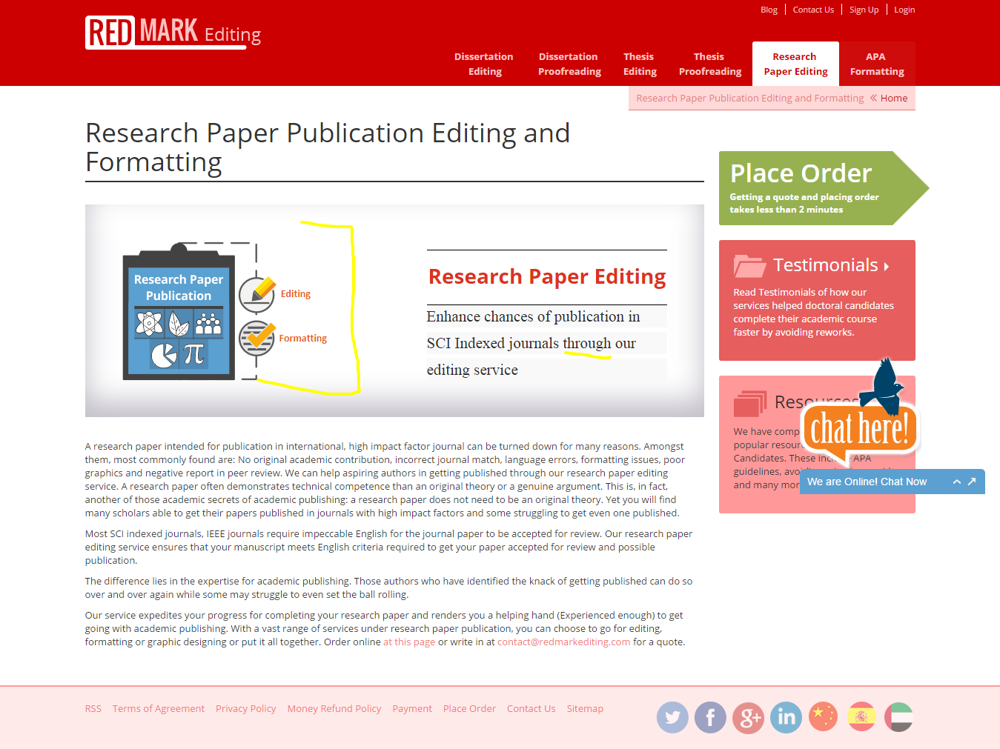 Blog Contact Us Sign Up Login
RED MARK Editing
Dissertation Editing
Dissertation Proofreading
Thesis Editing
Thesis Proofreading
Research Paper Editing
APA Formatting
Research Paper Publication Editing and Formatting « Home
Research Paper Publication Editing and
Formatting
Research Paper
Publication
Editing
Formatting
Research Paper Editing
Enhance chances of publication in
SCI Indexed journals through our
editing service
A research paper intended for publication in international, high impact factor journal can be turned down for many reasons. Amongst
them, most commonly found are: No original academic contribution, incorrect journal match, language errors, formatting issues, poor
graphics and negative report in peer review. We can help aspiring authors in getting published through our research paper editing
service. A research paper often demonstrates technical competence than an original theory or a genuine argument. This is, in fact,
another of those academic secrets of academic publishing: a research paper does not need to be an original theory. Yet you will find
many scholars able to get their papers published in journals with high impact factors and some struggling to get even one published.
Most SCI indexed journals, IEEE journals require impeccable English for the journal paper to be accepted for review. Our research paper
editing service ensures that your manuscript meets English criteria required to get your paper accepted for review and possible
publication.
The difference lies in the expertise for academic publishing. Those authors who have identified the knack of getting published can do so
over and over again while some may struggle to even set the ball rolling.
Our service expedites your progress for completing your research paper and renders you a helping hand (Experienced enough) to get
going with academic publishing. With a vast range of services under research paper publication, you can choose to go for editing,
formatting or graphic designing or put it all together. Order online at this page or write in at contact@redmarkediting.com for a quote.
Place Order
Getting a quote and placing order
takes less than 2 minutes
Testimonials
Read Testimonials of how our
services helped doctoral candidates
complete their academic course
faster by avoiding reworks.
Resources
We have
popular
Candidates. These APA
guidelines,
and many
chat here!
We are Online! Chat Now
RSS Terms of Agreement Privacy Policy Money Refund Policy Payment Place Order Contact Us Sitemap